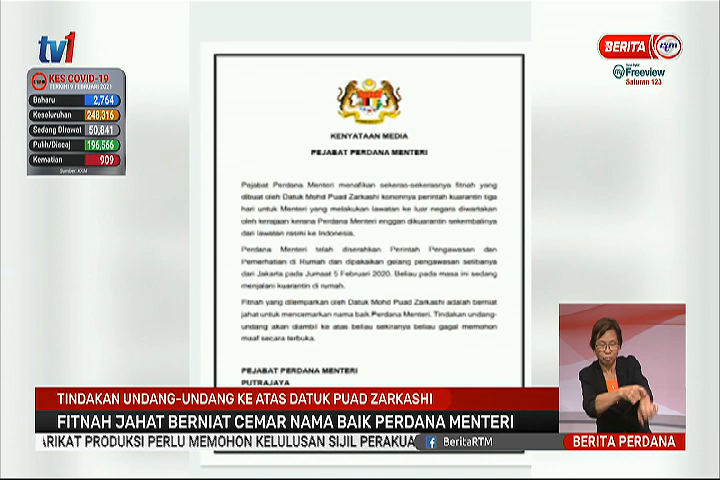 tv1
BERITA rtm
Freeview
Saluran 123
KES COVID-19
TERKINI 9 FEBRUARI 2021
Baharu 2,764
Keseluruhan 248,316
Sedang Dirawat 50,841
Pulih/Discaj 196,566
Kematian 909
Sumber: KKM
KENYATAAN MEDIA
PEJABAT PERDANA MENTERI
Pejabat Perdana Menteri menafikan sekeras-kerasnya fitnah yang
dibuat oleh Datuk Mohd Puad Zarkashi kononnya perintah kuarantin tiga
hari untuk Menteri yang melakukan lawatan ke luar negara diwartakan
oleh kerajaan kerana Perdana Menteri enggan dikuarantin sekembalinya
dari lawatan rasmi ke Indonesia.
Perdana Menteri telah diserahkan Perintah Pengawasan dan
Pemerhatian di Rumah dan dipakaikan gelang pengawasan setibanya
dari Jakarta pada Jumaat 5 Februari 2020. Beliau pada masa ini sedang
menjalani kuarantin di rumah.
Fitnah yang dilemparkan oleh Datuk Mohd Puad Zarkashi adalah berniat
jahat untuk mencemarkan nama baik Perdana Menteri. Tindakan undang-
undang akan diambil ke atas beliau sekiranya beliau gagal memohon
maaf secara terbuka.
PEJABAT PERDANA MENTERI
PUTRAJAYA
TINDAKAN UNDANG-UNDANG KE ATAS DATUK PUAD ZARKASHI
FITNAH JAHAT BERNIAT CEMAR NAMA BAIK PERDANA MENTERI
ARIKAT PRODUKSI PERLU MEMOHON KELULUSAN SIJIL PERAKUA
f BeritaRTM
BERITA PERDANA